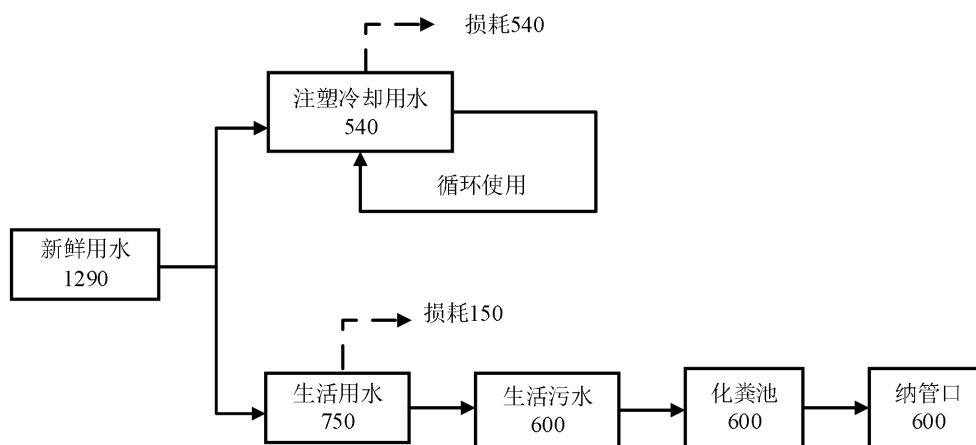 损耗540
注塑冷却用水
540
循环使用
新鲜用水
1290
损耗150
生活用水
750
生活污水
600
化粪池
600
纳管口
600